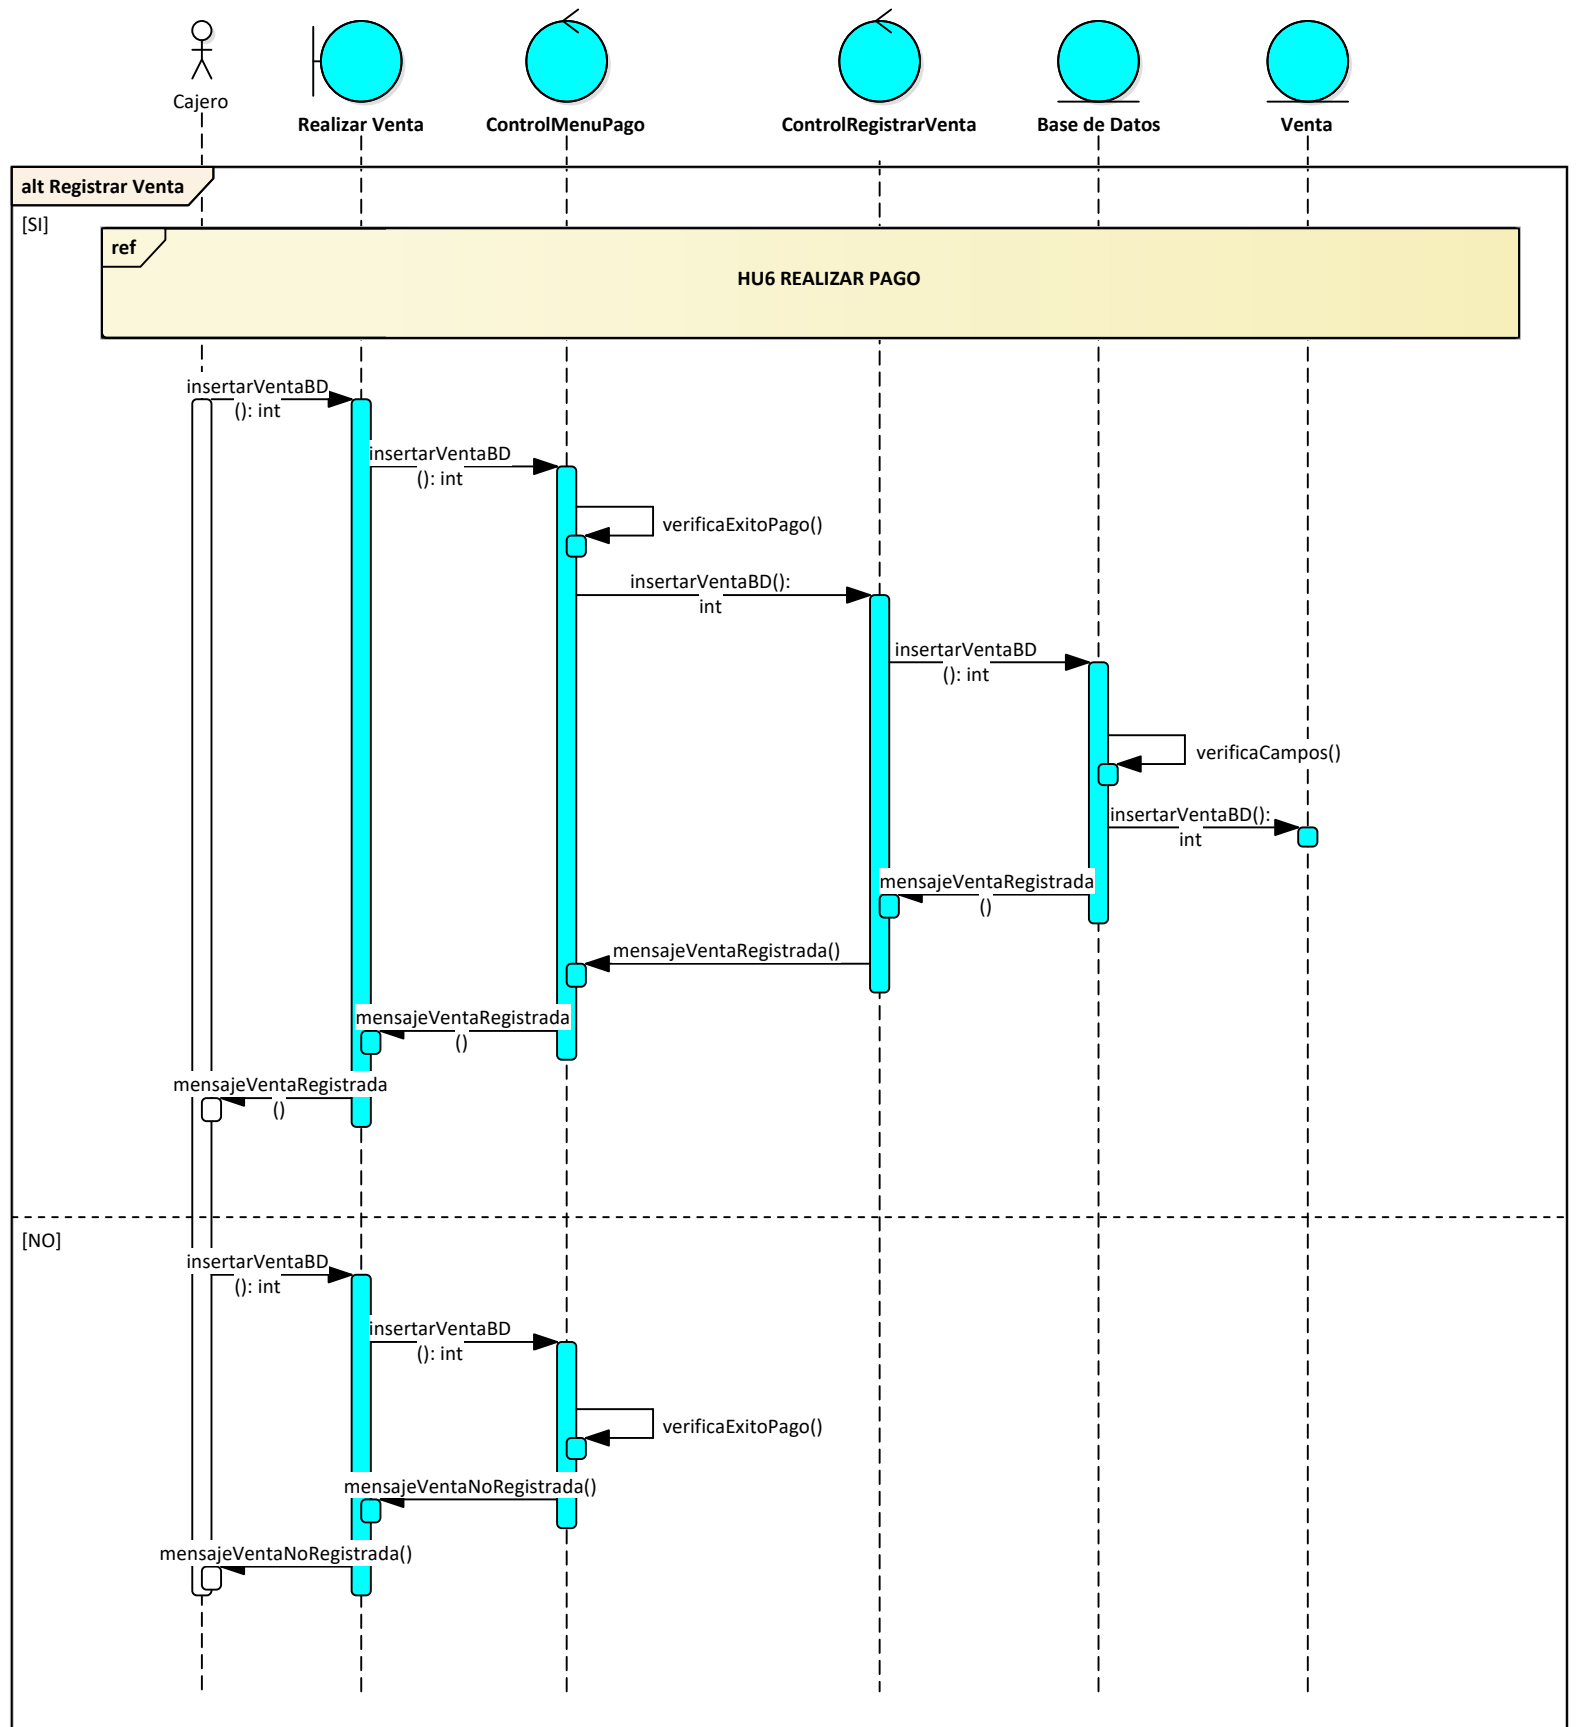 Cajero
Realizar Venta
ControlMenuPago
ControlRegistrarVenta
Base de Datos
Venta
alt Registrar Venta
[SI]
ref
HU6 REALIZAR PAGO
insertarVentaBD
(): int
insertarVentaBD
(): int
verificaExitoPago()
insertarVentaBD():
int
insertarVentaBD
(): int
verificaCampos()
insertarVentaBD():
int
mensajeVentaRegistrada
()
mensajeVentaRegistrada()
mensajeVentaRegistrada
()
mensajeVentaRegistrada
()
[NO]
insertarVentaBD
(): int
insertarVentaBD
(): int
verificaExitoPago()
mensajeVentaNoRegistrada()
mensajeVentaNoRegistrada()